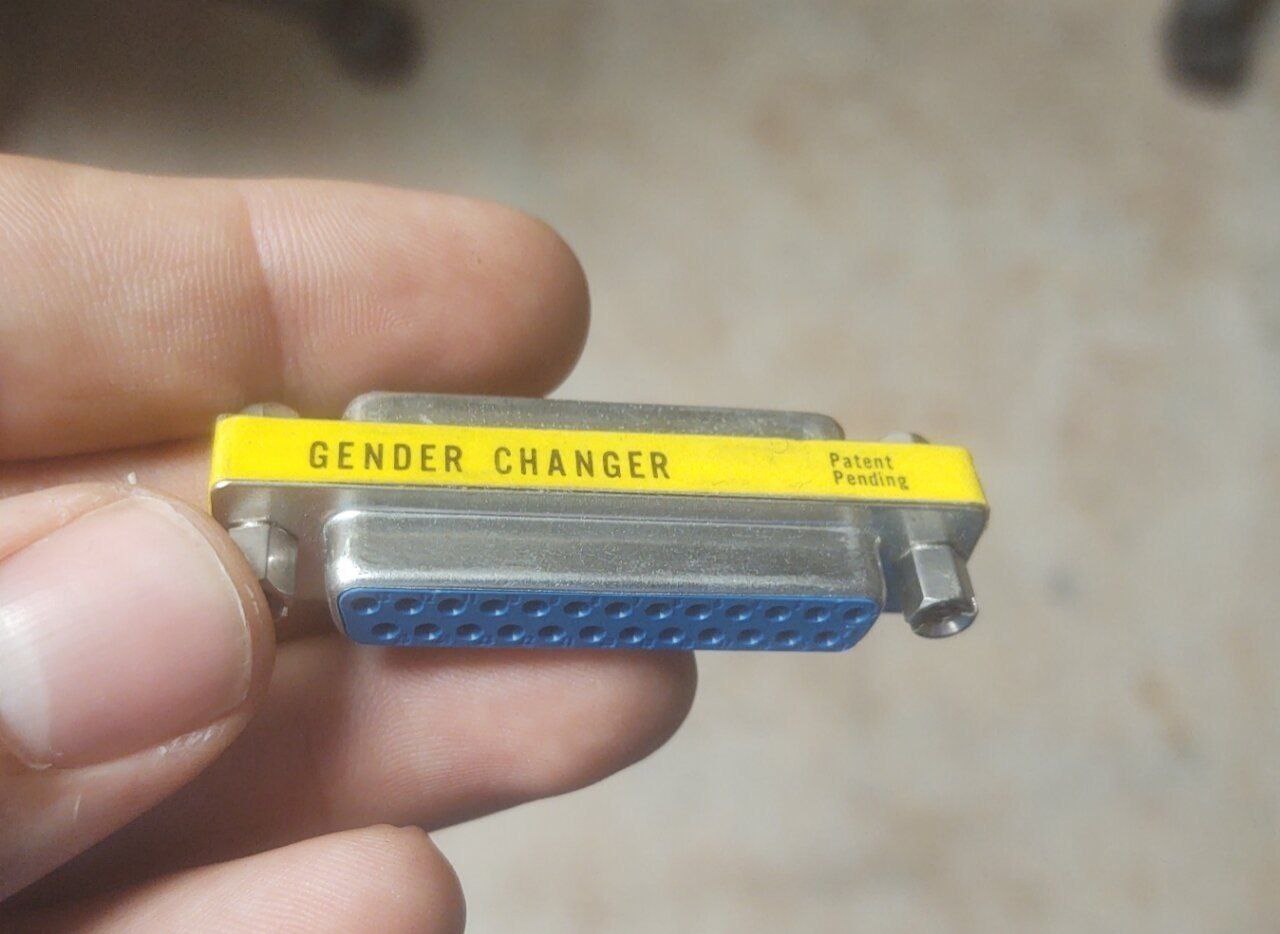 GENDER CHANGER
Patent
Pending